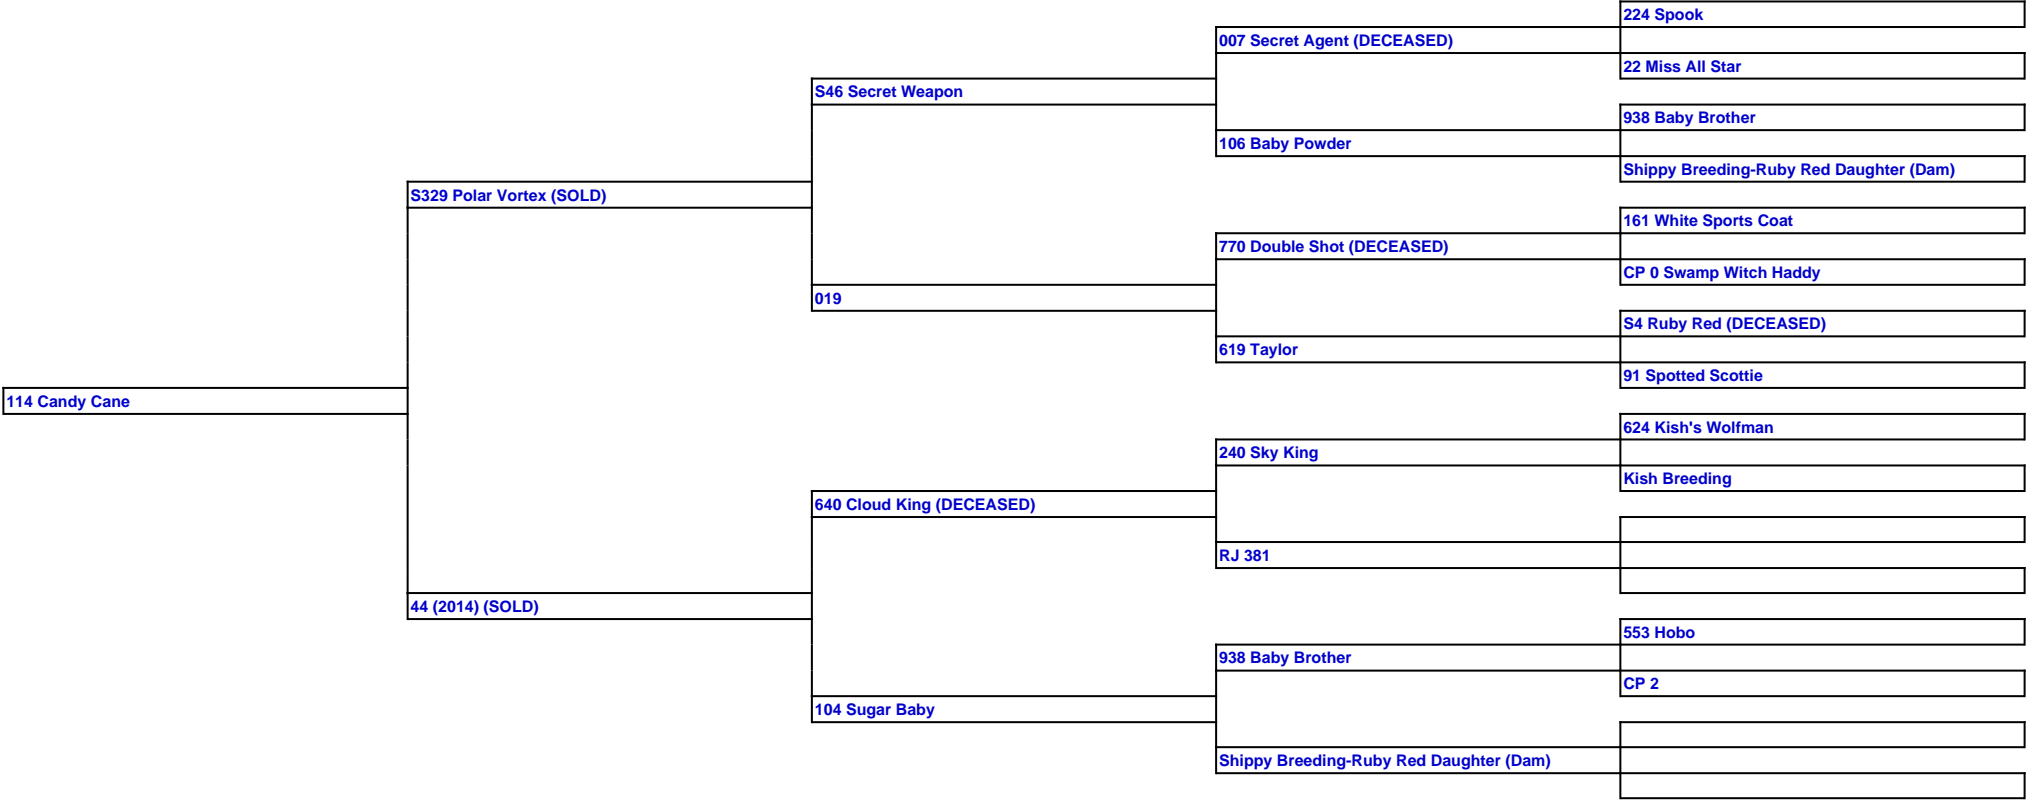 224 Spook
007 Secret Agent (DECEASED)
22 Miss All Star
S46 Secret Weapon
938 Baby Brother
106 Baby Powder
Shippy Breeding-Ruby Red Daughter (Dam)
S329 Polar Vortex (SOLD)
161 White Sports Coat
770 Double Shot (DECEASED)
CP 0 Swamp Witch Haddy
019
S4 Ruby Red (DECEASED)
619 Taylor
91 Spotted Scottie
114 Candy Cane
624 Kish's Wolfman
240 Sky King
Kish Breeding
640 Cloud King (DECEASED)
RJ 381
44 (2014) (SOLD)
553 Hobo
938 Baby Brother
CP 2
104 Sugar Baby
Shippy Breeding-Ruby Red Daughter (Dam)